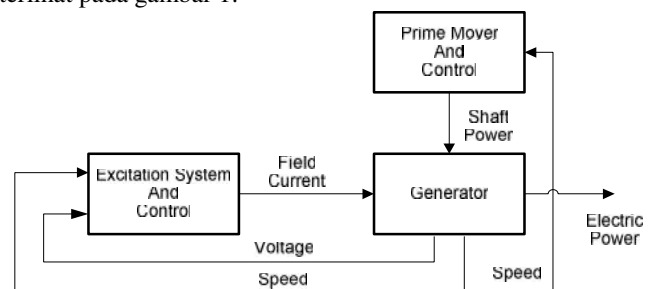 terlihat pada gambar 1.
Prime Mover
And
Control
Shaft
Power
Excitation System
And
Control
Field
Current
Generator
Electric
Power
Voltage
Speed
Speed